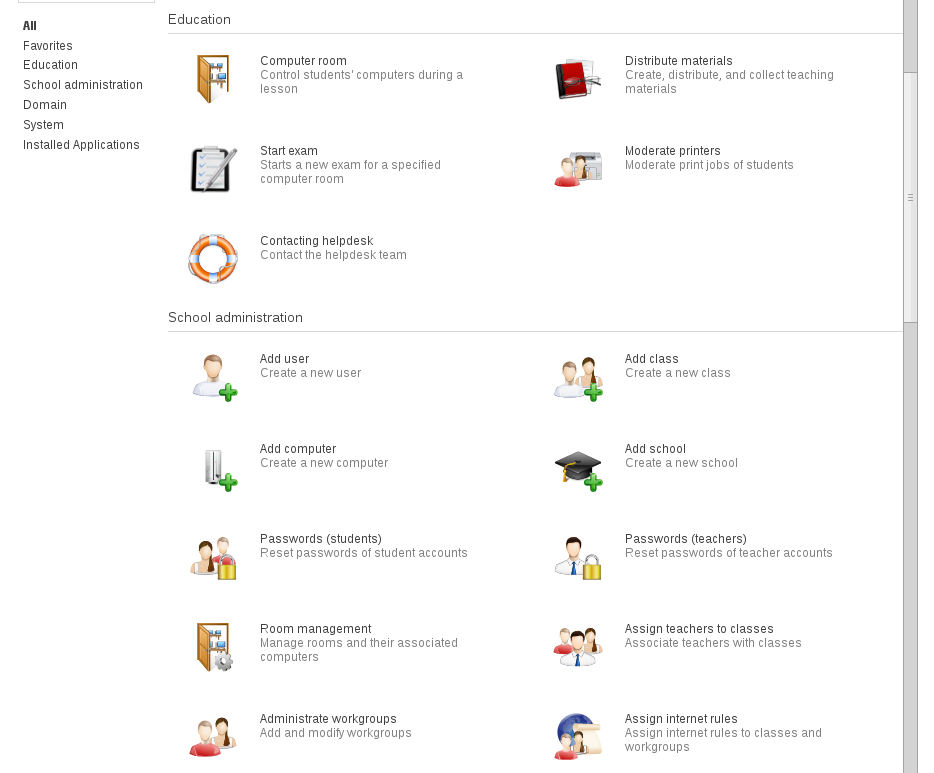 All
Favorites
Education
School administration
Domain
System
Installed Applications
Education
Computer room
Control students' computers during a
lesson
Distribute materials
Create, distribute, and collect teaching
materials
Start exam
Starts a new exam for a specified
computer room
Moderate printers
Moderate print jobs of students
Contacting helpdesk
Contact the helpdesk team
School administration
Add user
Create a new user
Add class
Create a new class
Add computer
Create a new computer
Add school
Create a new school
Passwords (students)
Reset passwords of student accounts
Passwords (teachers)
Reset passwords of teacher accounts
Room management
Manage rooms and their associated
computers
Assign teachers to classes
Associate teachers with classes
Administrate workgroups
Add and modify workgroups
Assign internet rules
Assign internet rules to classes and
workgroups